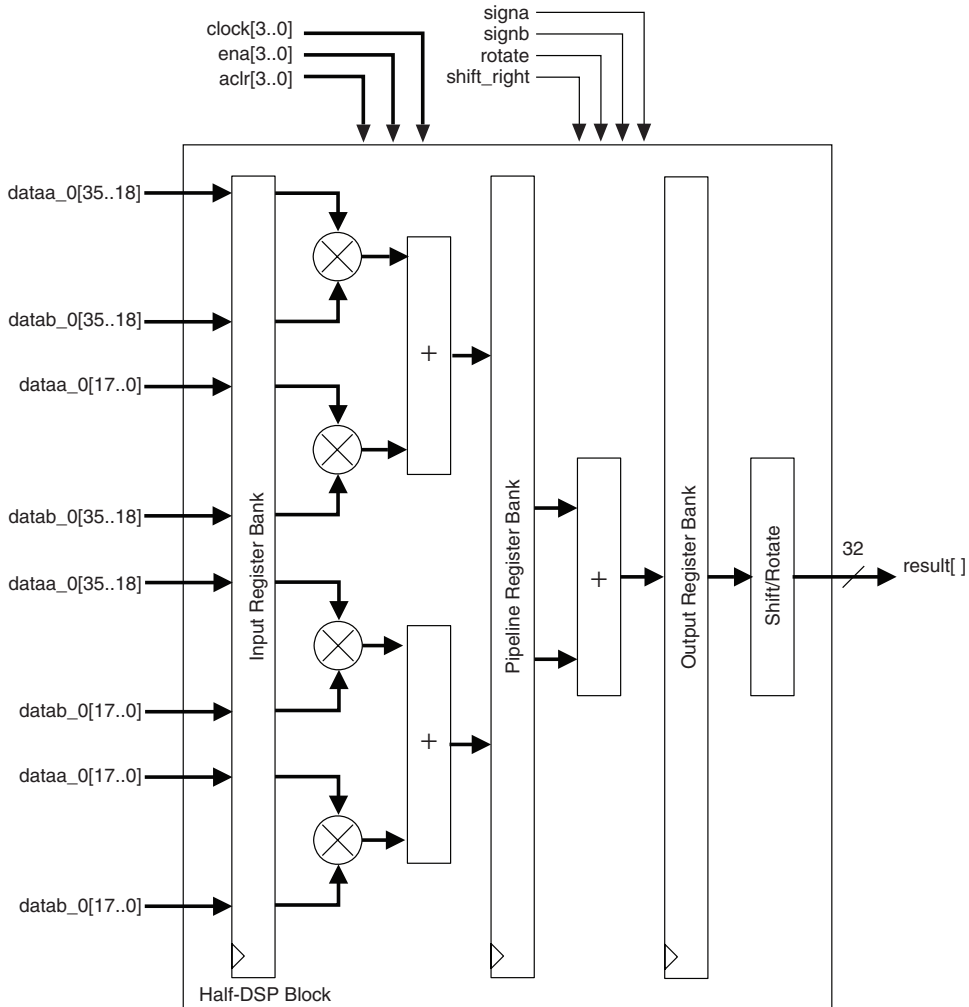 clock[3..0]
ena[3..0]
aclr[3..0]
signa
signb
rotate
shift_right
dataa_0[35..18]
datab_0[35..18]
dataa_0[17..0]
datab_0[35..18]
dataa_0[35..18]
datab_0[17..0]
dataa_0[17..0]
datab_0[17..0]
Input Register Bank
+
+
Pipeline Register Bank
+
Output Register Bank
Shift/Rotate
32
result[ ]
Half-DSP Block